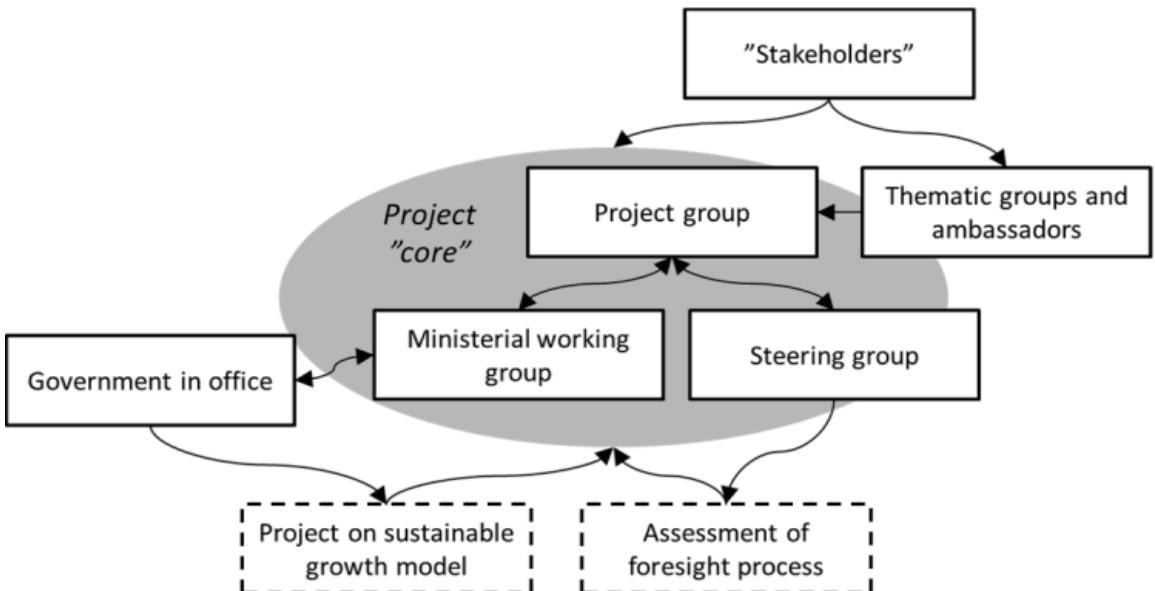 ”Stakeholders”
Project
”core”
Project group
Thematic groups and
ambassadors
Ministerial working
group
Steering group
Government in office
Project on sustainable
growth model
Assessment of
foresight process